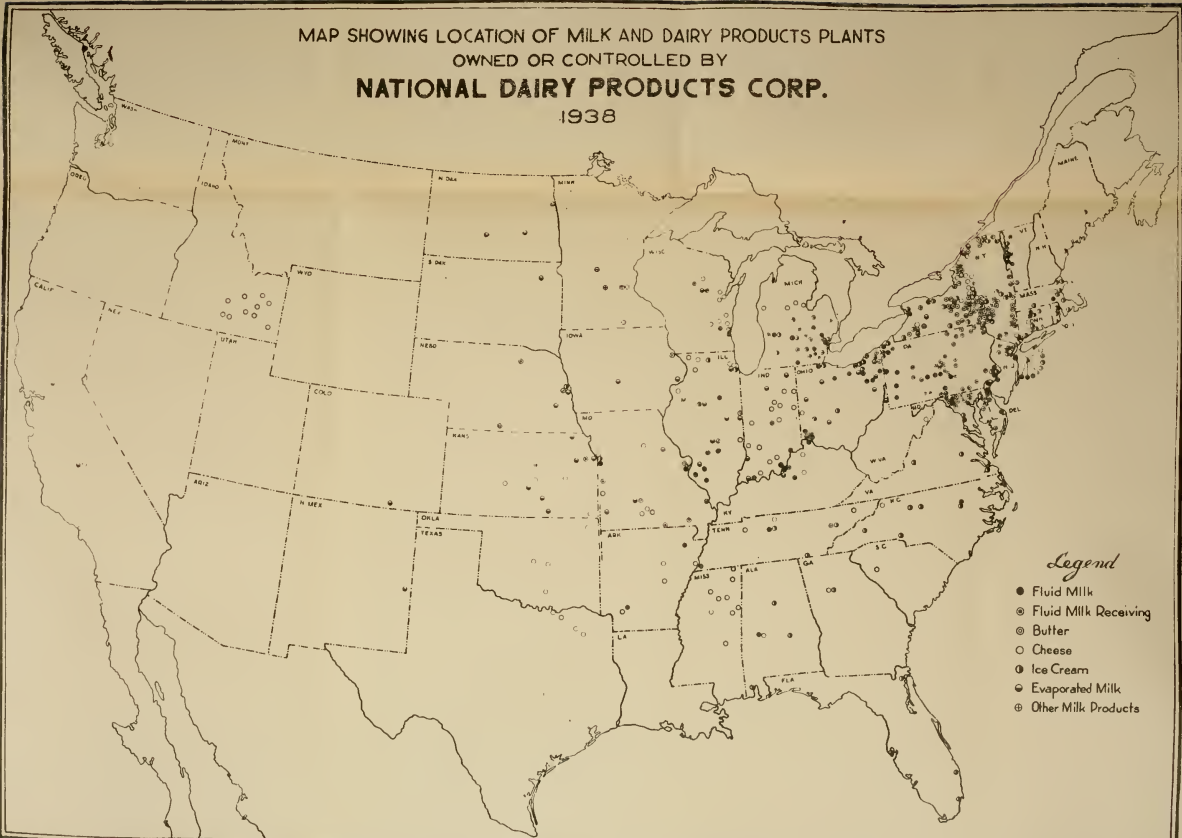 MAP SHOWING LOCATION OF MILK AND DAIRY PRODUCTS PLANTS
OWNED OR CONTROLLED BY
NATIONAL DAIRY PRODUCTS CORP.
1938
WASH
MONT
N DAK
MINN
MAINE
OREG
IDAHO
VT
N H
WISC
N Y
WYO
S DAK
MICH
CALIF
NEV
MASS
IOWA
UTAH
NEBR
ILL
PA
R I
IND
OHIO
COLO
MD
DEL
MO
KANS
W VA
VA
ARIZ
N MEX
OKLA
KY
N C
TEXAS
ARK
TENN
S C
MISS
ALA
GA
LA
FLA
Legend
Fluid Milk
Fluid Milk Receiving
Butter
Cheese
Ice Cream
Evaporated Milk
Other Milk Products